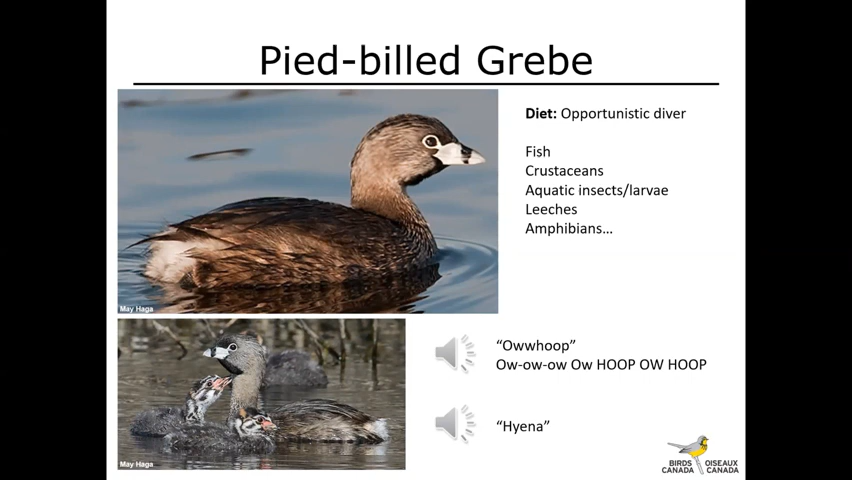 Pied-billed Grebe
Diet: Opportunistic diver
Fish
Crustaceans
Aquatic insects/larvae
Leeches
Amphibians…
May Haga
“Owwhoop”
Ow-ow-ow Ow HOOP OW HOOP
“Hyena”
May Haga
BIRDS CANADA
OISEAUX CANADA